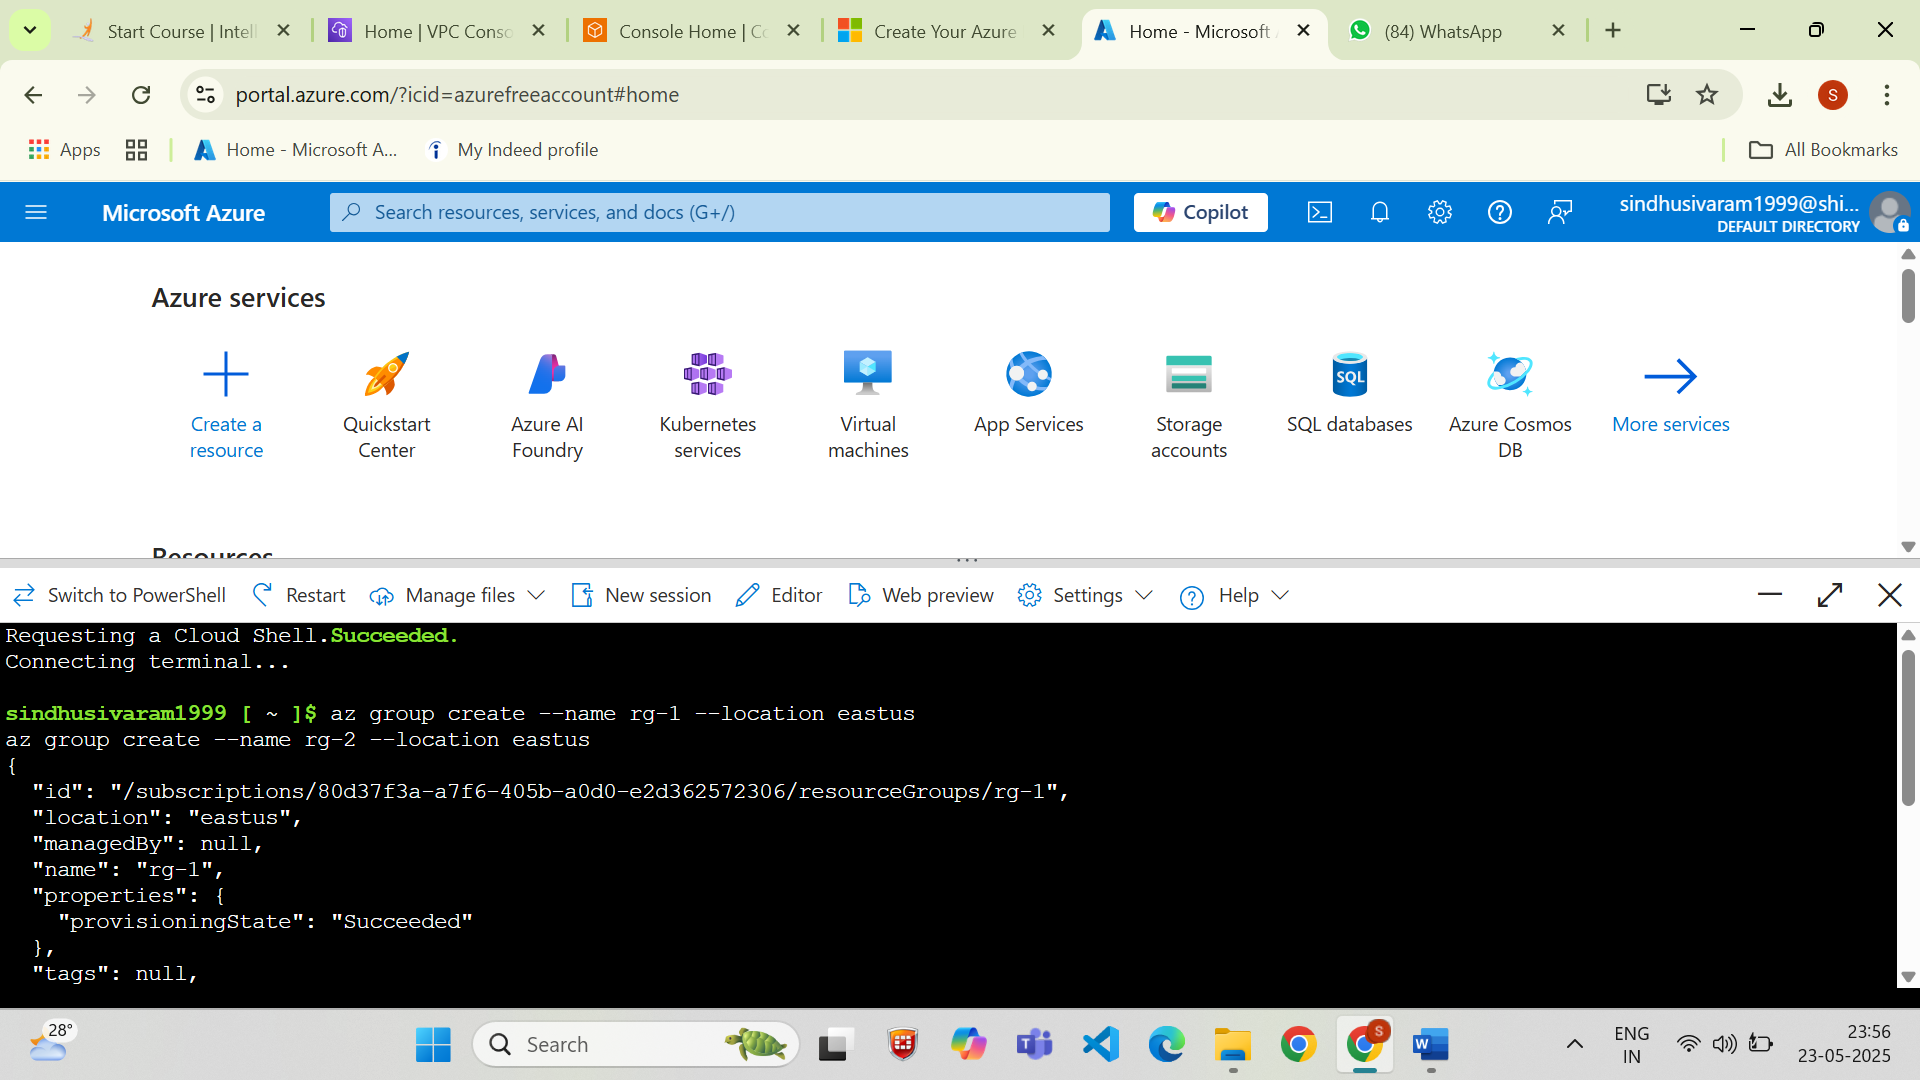 Start Course | Intell
Home | VPC Conso
Console Home | Co
Create Your Azure
Home - Microsoft A
(84) WhatsApp
portal.azure.com/?icid=azurefreeaccount#home
S
Apps
Home - Microsoft A...
My Indeed profile
All Bookmarks
Microsoft Azure
Search resources, services, and docs (G+/)
Copilot
sindhusivaram1999@shi...
DEFAULT DIRECTORY
Azure services
Create a
resource
Quickstart
Center
Azure AI
Foundry
Kubernetes
services
Virtual
machines
App Services
Storage
accounts
SQL
SQL databases
Azure Cosmos
DB
More services
Resources
Switch to PowerShell
Restart
Manage files
New session
Editor
Web preview
Settings
Help
Requesting a Cloud Shell.Succeeded.
Connecting terminal...
sindhusivaram1999 [ ~ ]$ az group create --name rg-1 --location eastus
az group create --name rg-2 --location eastus
{
  "id": "/subscriptions/80d37f3a-a7f6-405b-a0d0-e2d362572306/resourceGroups/rg-1",
  "location": "eastus",
  "managedBy": null,
  "name": "rg-1",
  "properties": {
    "provisioningState": "Succeeded"
  },
  "tags": null,
28°
Search
S
W
ENG
IN
23:56
23-05-2025